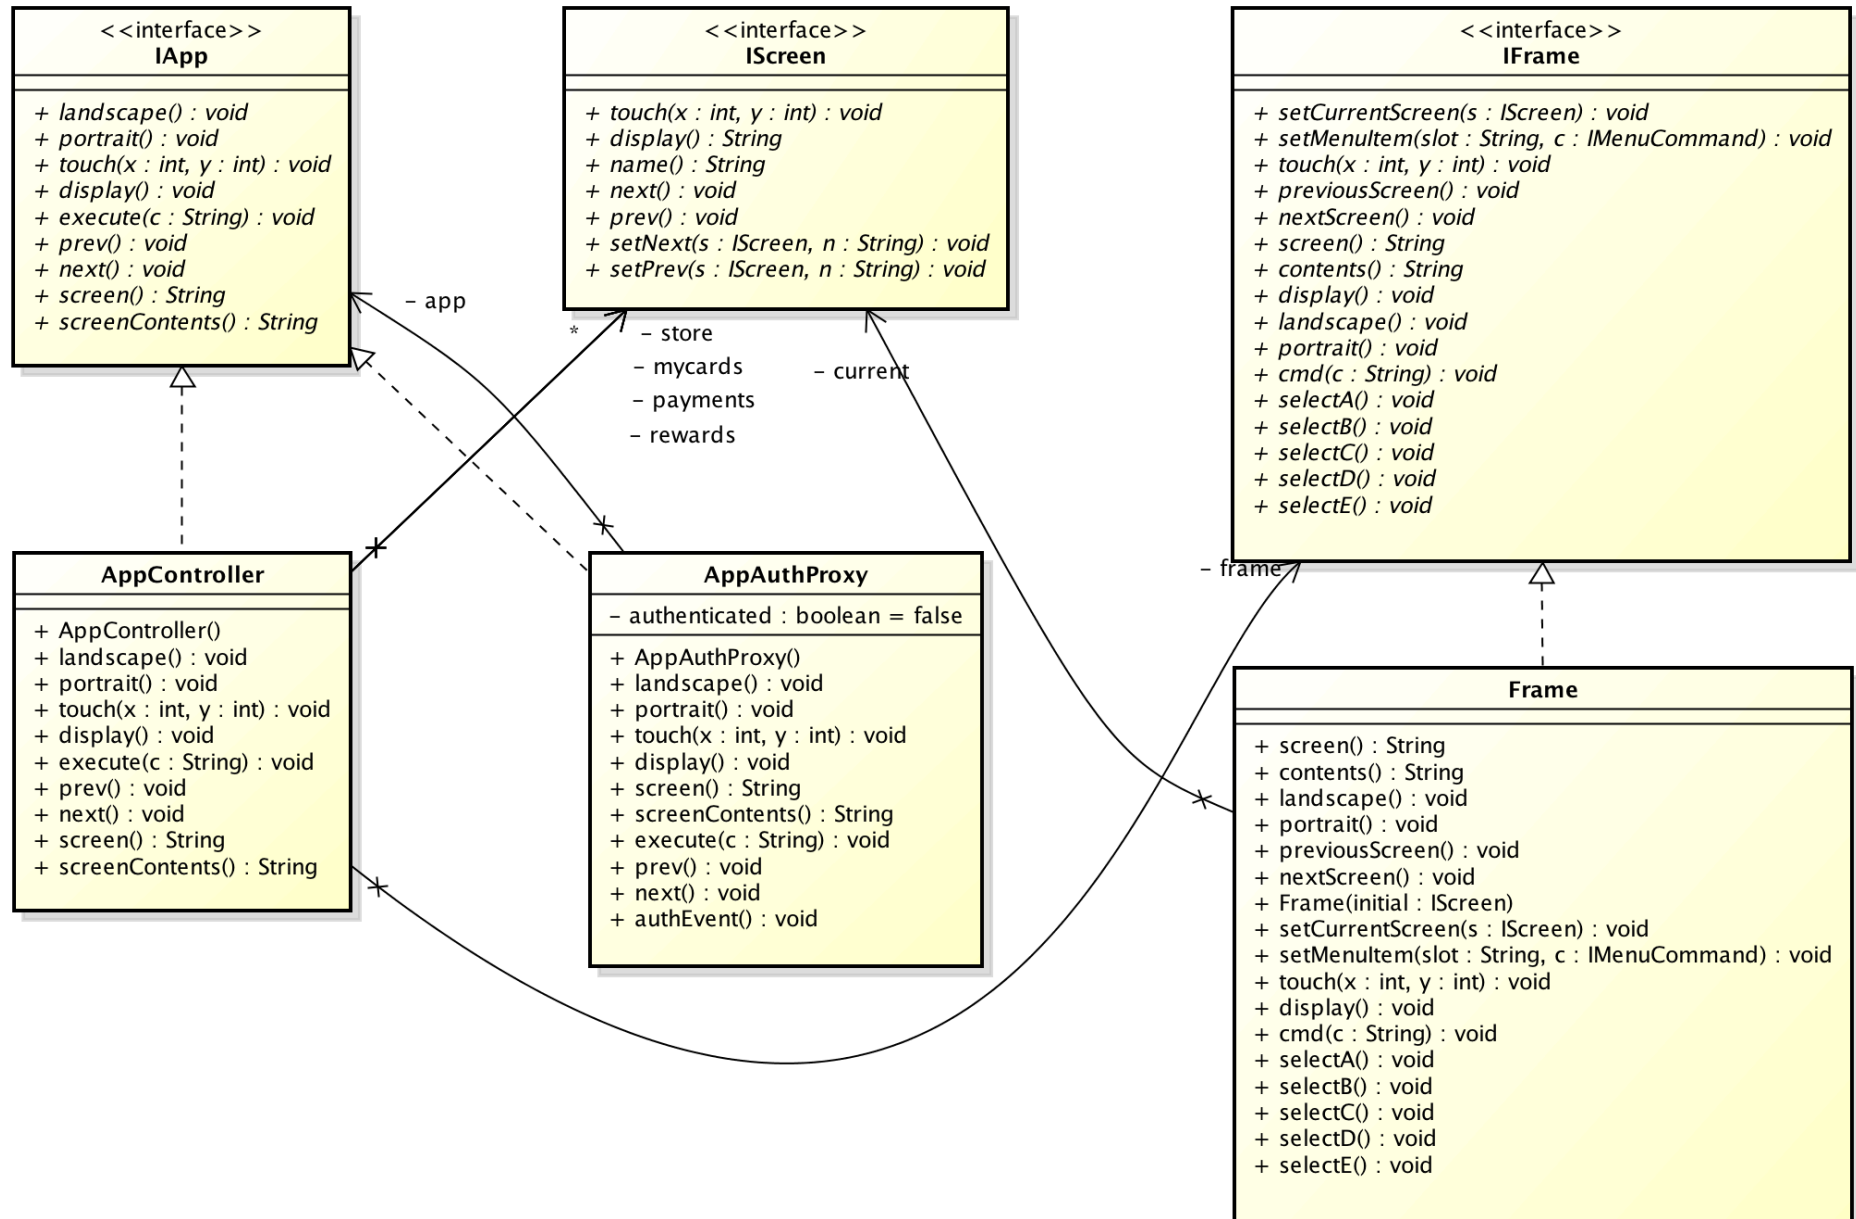 <<interface>>
IApp
+ landscape() : void
+ portrait() : void
+ touch(x : int, y : int) : void
+ display() : void
+ execute(c : String) : void
+ prev() : void
+ next() : void
+ screen() : String
+ screenContents() : String
<<interface>>
IScreen
+ touch(x : int, y : int) : void
+ display() : String
+ name() : String
+ next() : void
+ prev() : void
+ setNext(s : IScreen, n : String) : void
+ setPrev(s : IScreen, n : String) : void
<<interface>>
IFrame
+ setCurrentScreen(s : IScreen) : void
+ setMenuItem(slot : String, c : IMenuCommand) : void
+ touch(x : int, y : int) : void
+ previousScreen() : void
+ nextScreen() : void
+ screen() : String
+ contents() : String
+ display() : void
+ landscape() : void
+ portrait() : void
+ cmd(c : String) : void
+ selectA() : void
+ selectB() : void
+ selectC() : void
+ selectD() : void
+ selectE() : void
- app
*
- store
- mycards
- payments
- rewards
- current
- frame
AppController
+ AppController()
+ landscape() : void
+ portrait() : void
+ touch(x : int, y : int) : void
+ display() : void
+ execute(c : String) : void
+ prev() : void
+ next() : void
+ screen() : String
+ screenContents() : String
AppAuthProxy
- authenticated : boolean = false
+ AppAuthProxy()
+ landscape() : void
+ portrait() : void
+ touch(x : int, y : int) : void
+ display() : void
+ screen() : String
+ screenContents() : String
+ execute(c : String) : void
+ prev() : void
+ next() : void
+ authEvent() : void
Frame
+ screen() : String
+ contents() : String
+ landscape() : void
+ portrait() : void
+ previousScreen() : void
+ nextScreen() : void
+ Frame(initial : IScreen)
+ setCurrentScreen(s : IScreen) : void
+ setMenuItem(slot : String, c : IMenuCommand) : void
+ touch(x : int, y : int) : void
+ display() : void
+ cmd(c : String) : void
+ selectA() : void
+ selectB() : void
+ selectC() : void
+ selectD() : void
+ selectE() : void